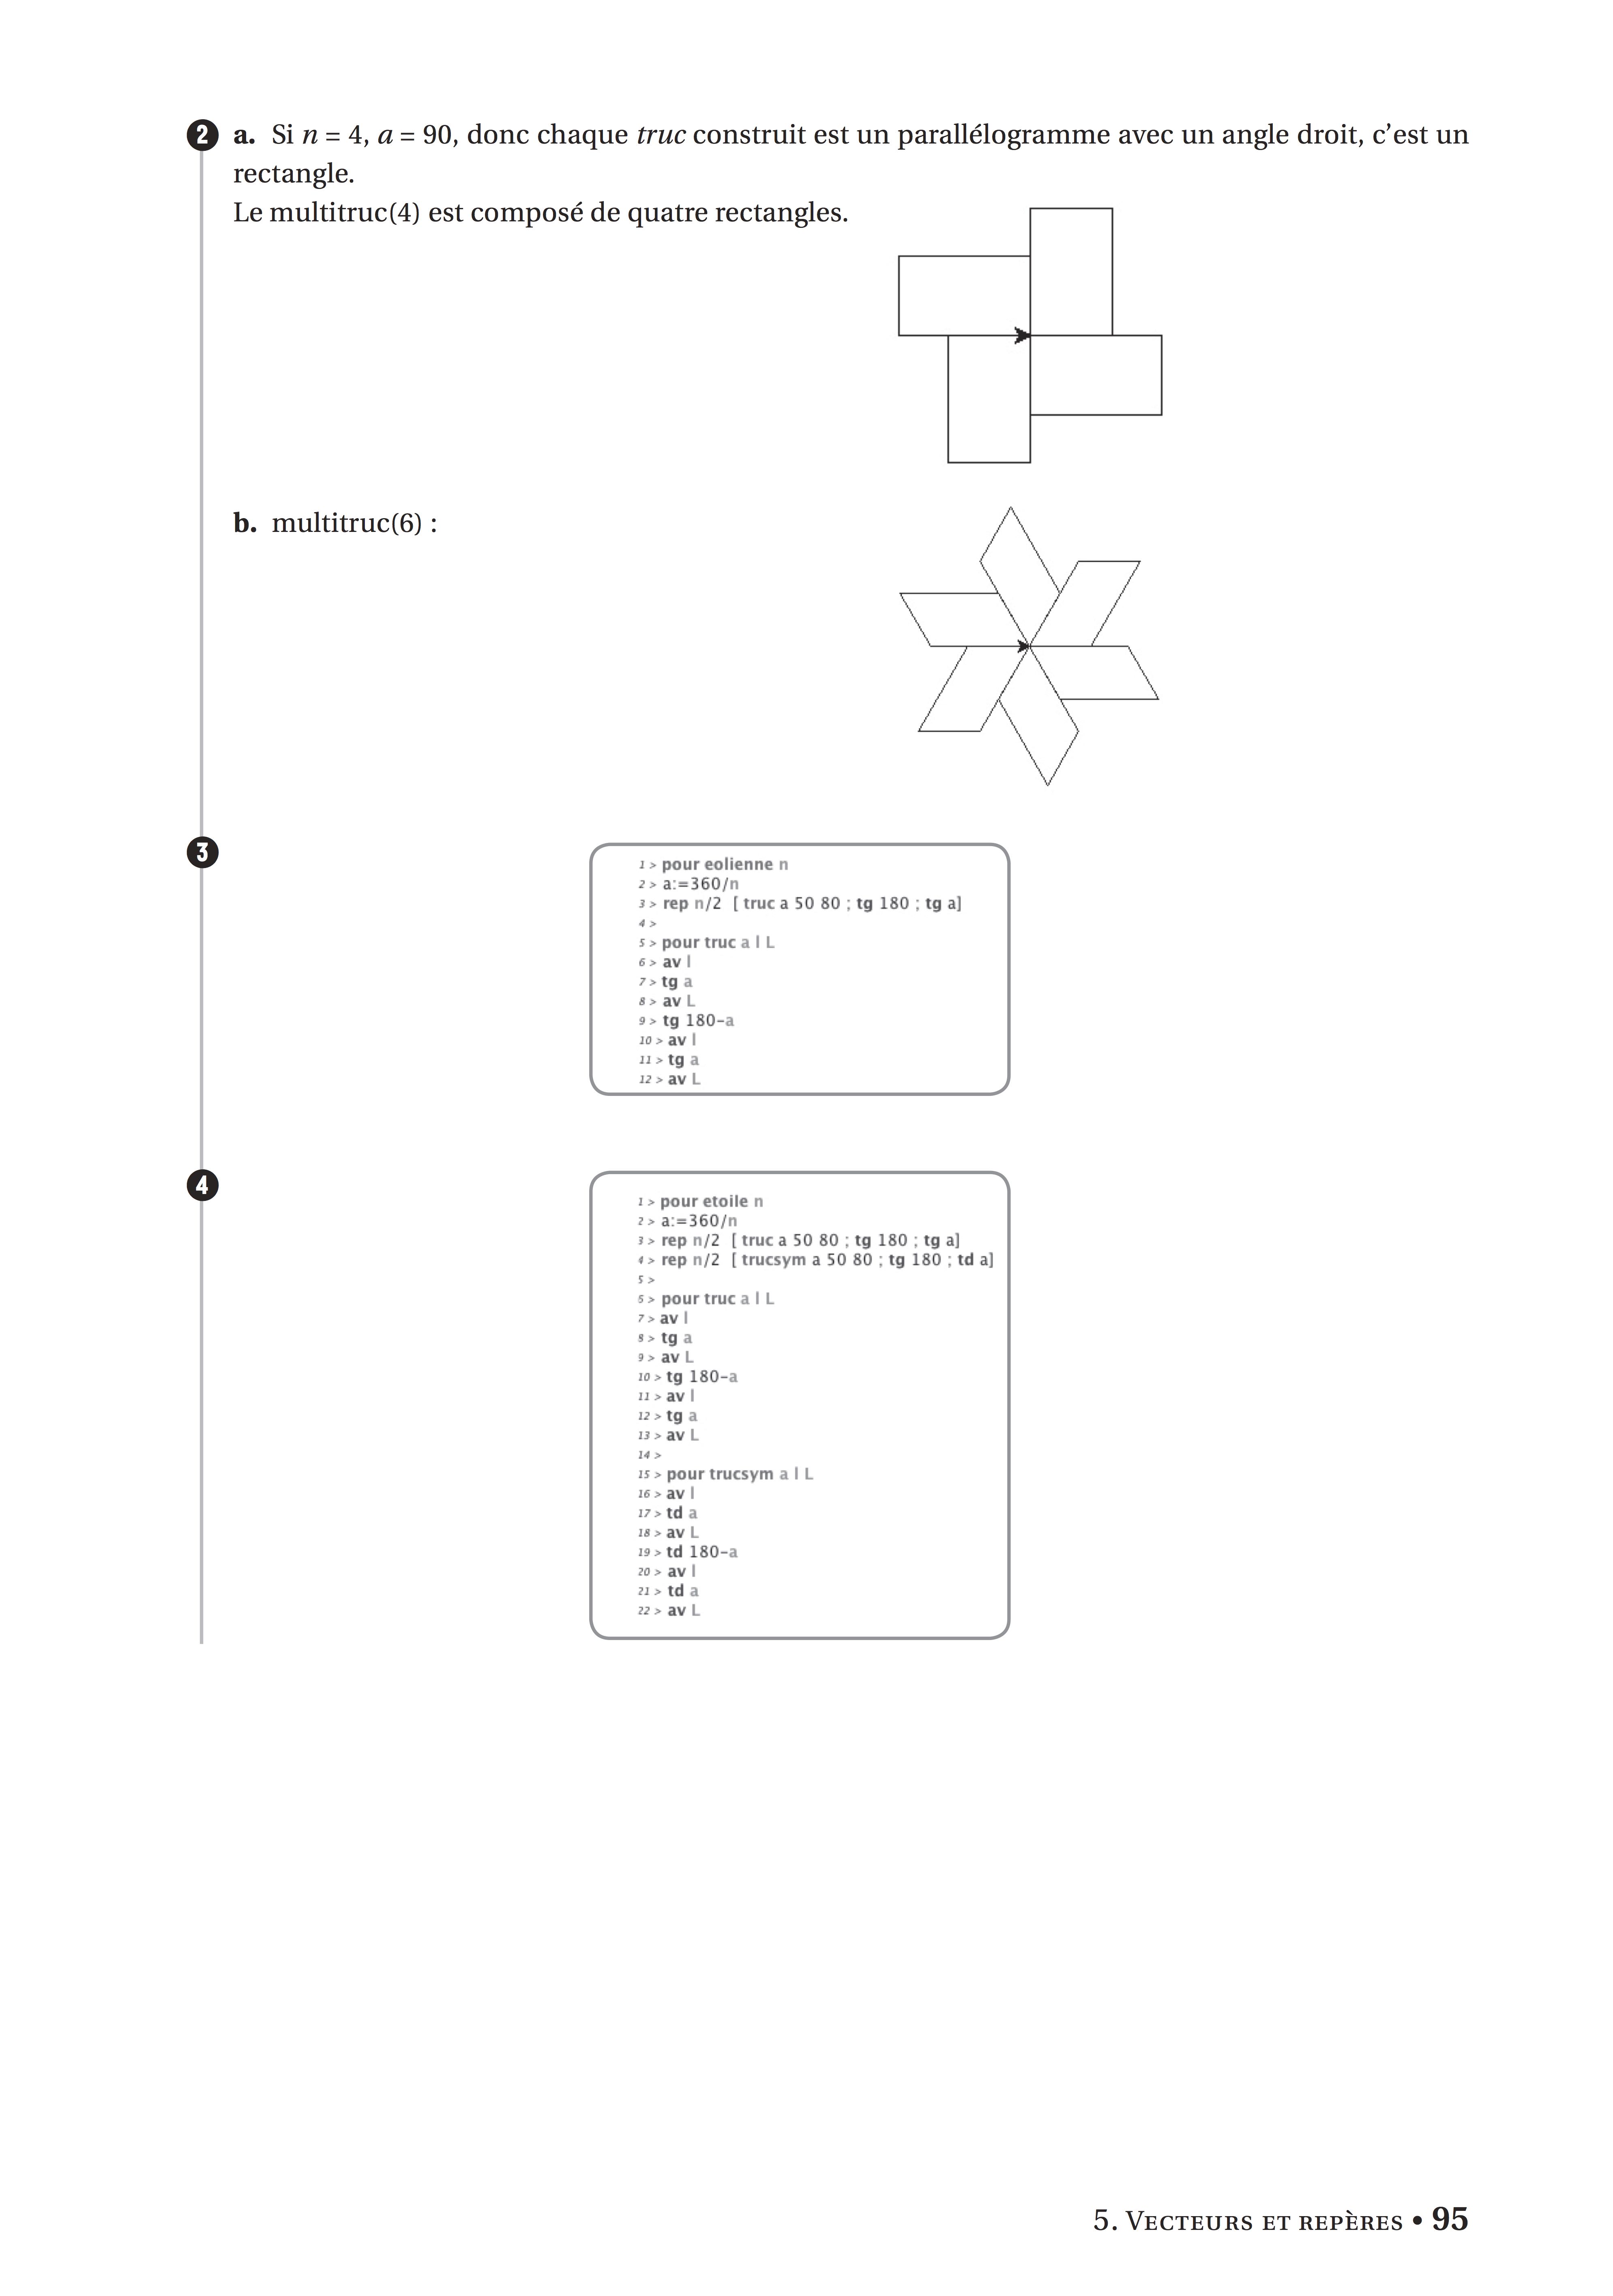 2 a. Si n = 4, a = 90, donc chaque truc construit est un parallélogramme avec un angle droit, c’est un
rectangle.
Le multitruc(4) est composé de quatre rectangles.
b. multitruc(6) :
3
1 > pour eolienne n
2 > a:=360/n
3 > rep n/2 [ truc a 50 80 ; tg 180 ; tg a]
4 >
5 > pour truc a l L
6 > av l
7 > tg a
8 > av L
9 > tg 180-a
10 > av l
11 > tg a
12 > av L
4
1 > pour etoile n
2 > a:=360/n
3 > rep n/2 [ truc a 50 80 ; tg 180 ; tg a]
4 > rep n/2 [ trucsym a 50 80 ; tg 180 ; td a]
5 >
6 > pour truc a l L
7 > av l
8 > tg a
9 > av L
10 > tg 180-a
11 > av l
12 > tg a
13 > av L
14 >
15 > pour trucsym a l L
16 > av l
17 > td a
18 > av L
19 > td 180-a
20 > av l
21 > td a
22 > av L
5. Vecteurs et repères • 95